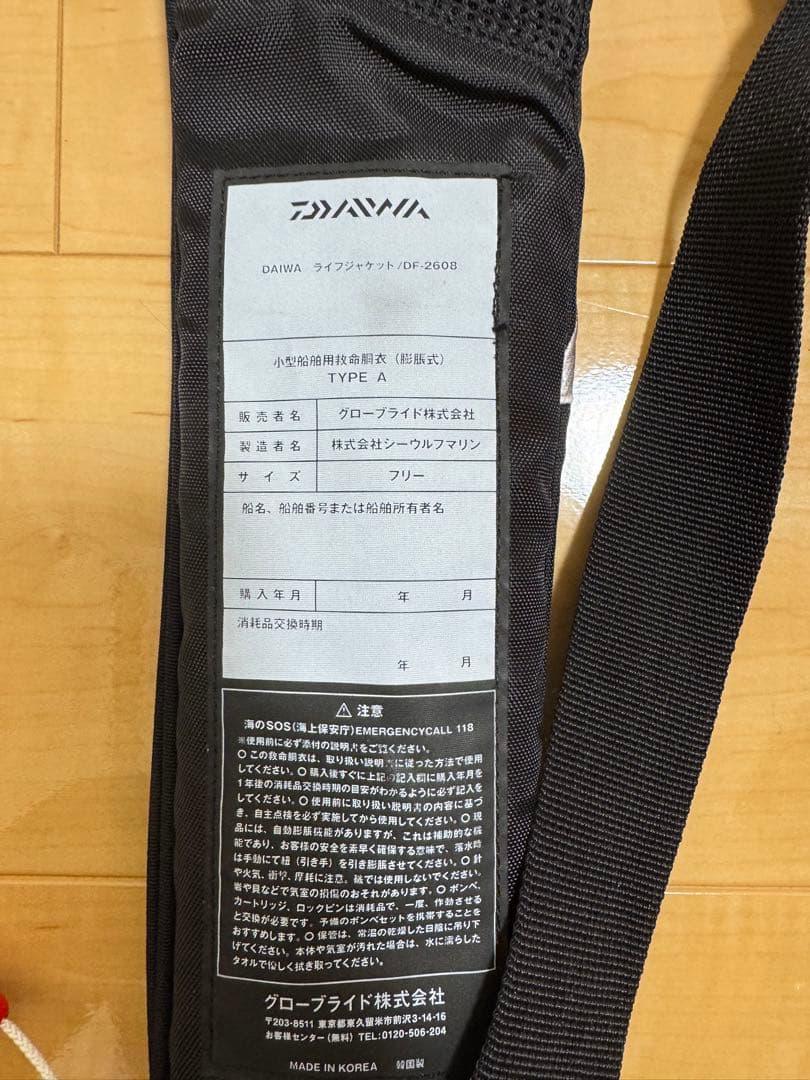 DAIWA
DAIWA ライフジャケット/DF-2608
小型船舶用救命胴衣(膨脹式)
TYPE A
販売者名 グローブライド株式会社
製造者名 株式会社シーウルフマリン
サイズ フリー
船名、船舶番号または船舶所有者名
購入年月 年 月
消耗品交換時期
年 月
⚠ 注意
海のSOS(海上保安庁)EMERGENCYCALL 118
※使用前に必ず添付の説明書をご覧ください。
○ この救命胴衣は、取り扱い説明書に従った方法で使用
してください。○ 購入後すぐに上記の記入欄に購入年月を
1年後の消耗品交換時期の目安がわかるように必ず記入を
してください。○ 使用前に取り扱い説明書の内容に基づ
き、自主点検を必ず実施してから使用してください。○ 現
品には、自動膨脹機能がありますが、これは補助的な機
能であり、お客様の安全を素早く確保する意味で、落水時
は手動にて紐(引き手)を引き膨脹させてください。○ 針
や火気、衝撃、摩耗に注意。磯では使用しないでください。
岩や貝などで気室の損傷のおそれがあります。○ ボンベ、
カートリッジ、ロックピンは消耗品で、一度、作動させる
と交換が必要です。予備のボンベセットを携帯することを
おすすめします。○ 保管は、常温の乾燥した日陰に吊り下
げてください。本体や気室が汚れた場合は、水に濡らした
タオルで優しく拭き取ってください。
グローブライド株式会社
〒203-8511 東京都東久留米市前沢3-14-16
お客様センター(無料) TEL:0120-506-204
MADE IN KOREA 韓国製